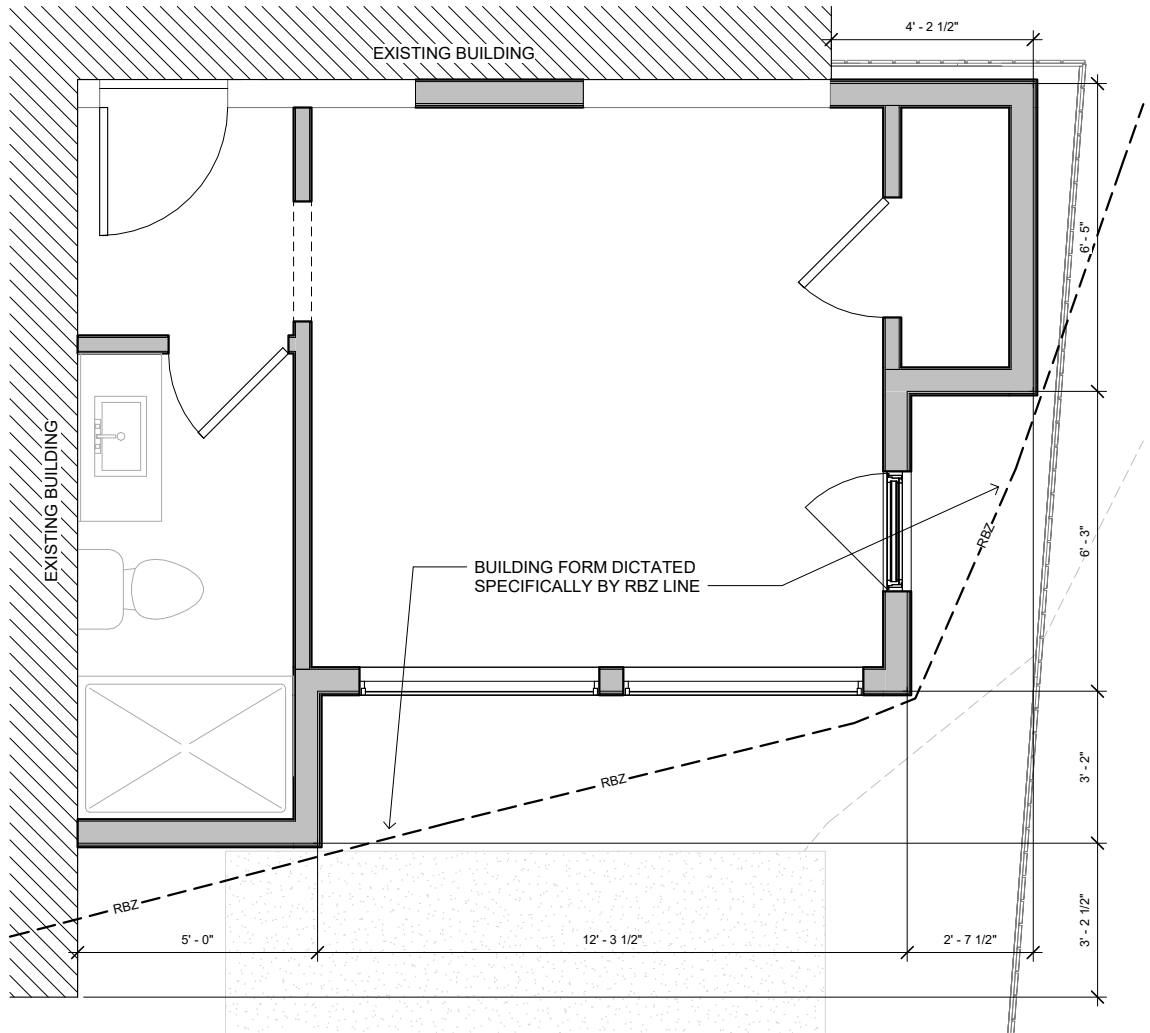 4' - 2 1/2"
EXISTING BUILDING
6' - 5"
EXISTING BUILDING
RBZ
6' - 3"
BUILDING FORM DICTATED
SPECIFICALLY BY RBZ LINE
RBZ
3' - 2"
RBZ
3' - 2 1/2"
5' - 0"
12' - 3 1/2"
2' - 7 1/2"